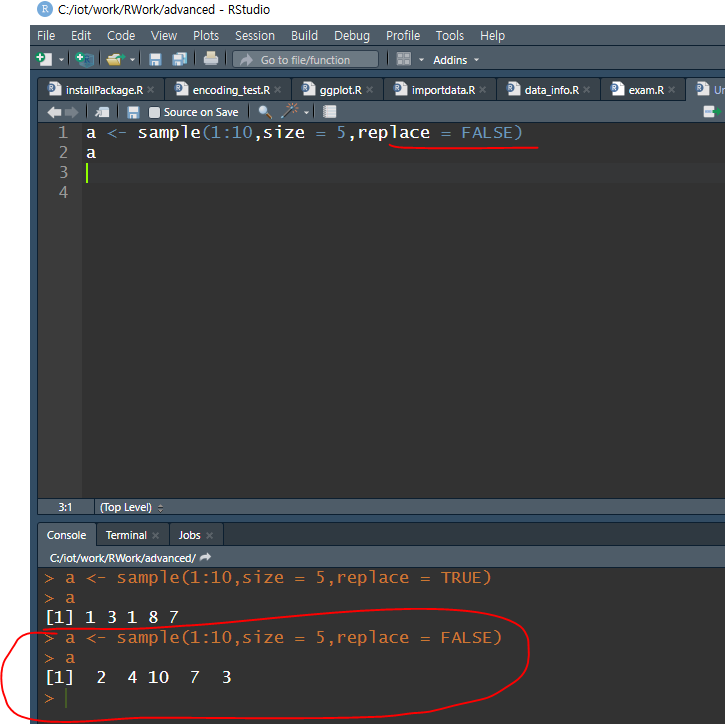 C:/iot/work/RWork/advanced - RStudio
File Edit Code View Plots Session Build Debug Profile Tools Help
Go to file/function Addins
installPackage.R encoding_test.R ggplot.R importdata.R data_info.R exam.R Un
Source on Save
1 a <- sample(1:10,size = 5,replace = FALSE)
2 a
3
4
3:1 (Top Level)
Console Terminal Jobs
C:/iot/work/RWork/advanced/
> a <- sample(1:10,size = 5,replace = TRUE)
> a
[1] 1 3 1 8 7
> a <- sample(1:10,size = 5,replace = FALSE)
> a
[1]  2  4 10  7  3
>